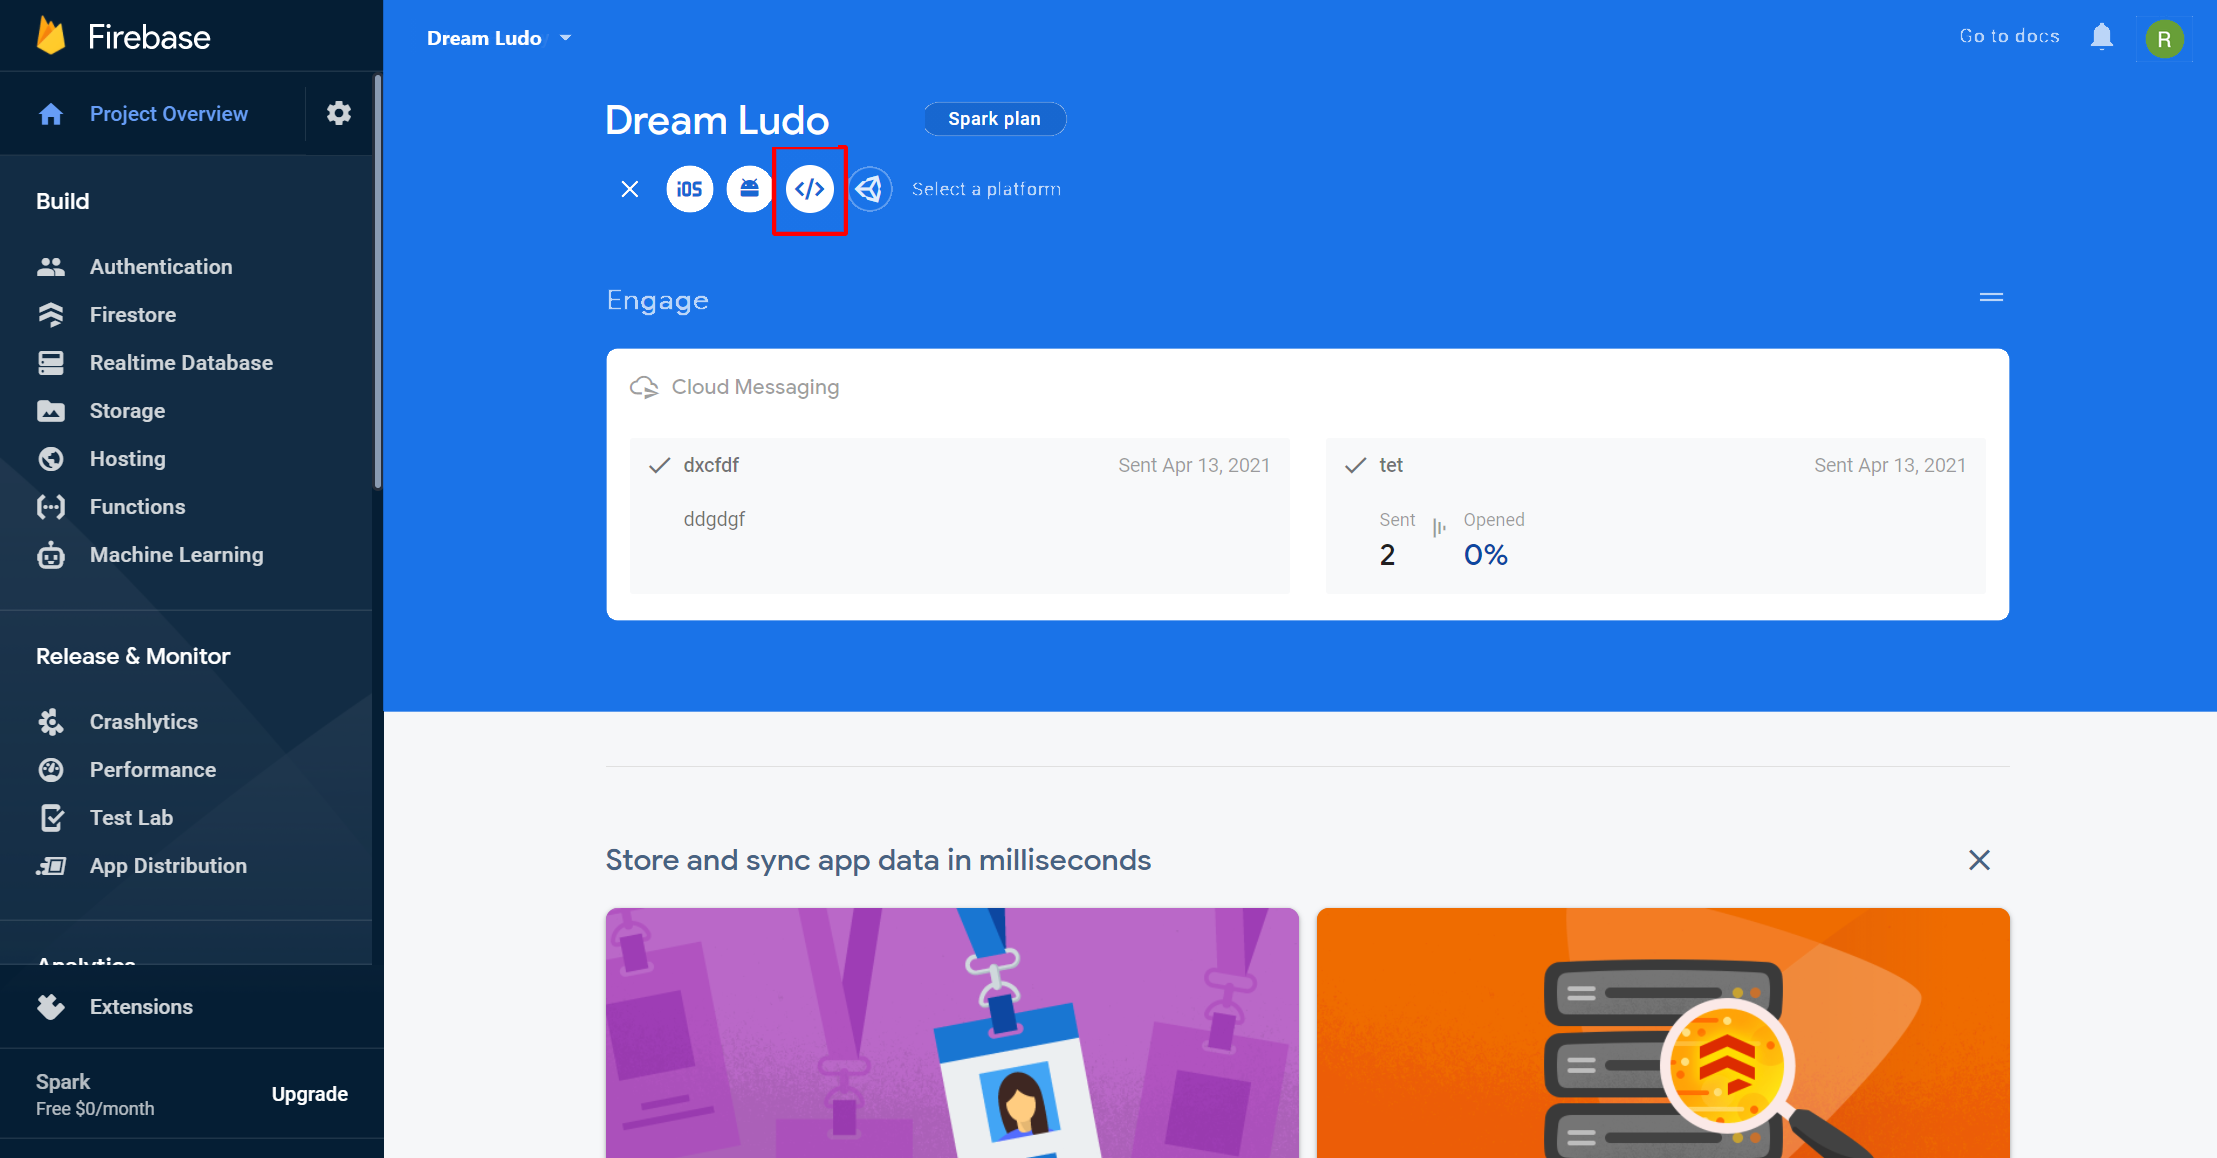 Firebase
Project Overview
Build
Authentication
Firestore
Realtime Database
Storage
Hosting
Functions
Machine Learning
Release & Monitor
Crashlytics
Performance
Test Lab
App Distribution
Analytics
Extensions
Spark
Free $0/month
Upgrade
Dream Ludo
Go to docs
R
Dream Ludo
Spark plan
iOS
</>
Select a platform
Engage
Cloud Messaging
dxcfdf
Sent Apr 13, 2021
ddgdgf
tet
Sent Apr 13, 2021
Sent
Opened
2
0%
Store and sync app data in milliseconds